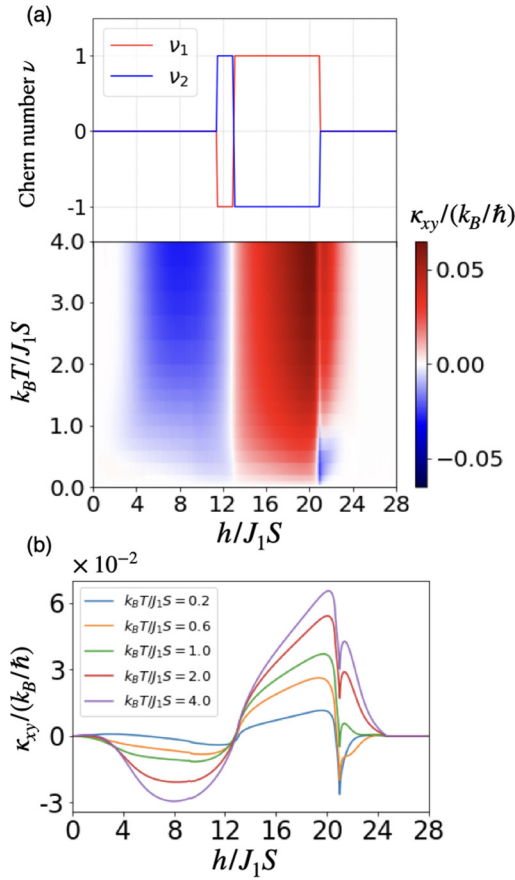 (a)
1
0
-1
Chern number ν
ν₁
ν₂
κxy/(kB/ħ)
4.0
3.0
2.0
1.0
0.0
kBT/J₁S
0.05
0.00
−0.05
0 4 8 12 16 20 24 28
h/J₁S
(b)
× 10⁻²
6
3
0
-3
κxy/(kB/ħ)
kBT/J₁S = 0.2
kBT/J₁S = 0.6
kBT/J₁S = 1.0
kBT/J₁S = 2.0
kBT/J₁S = 4.0
0 4 8 12 16 20 24 28
h/J₁S